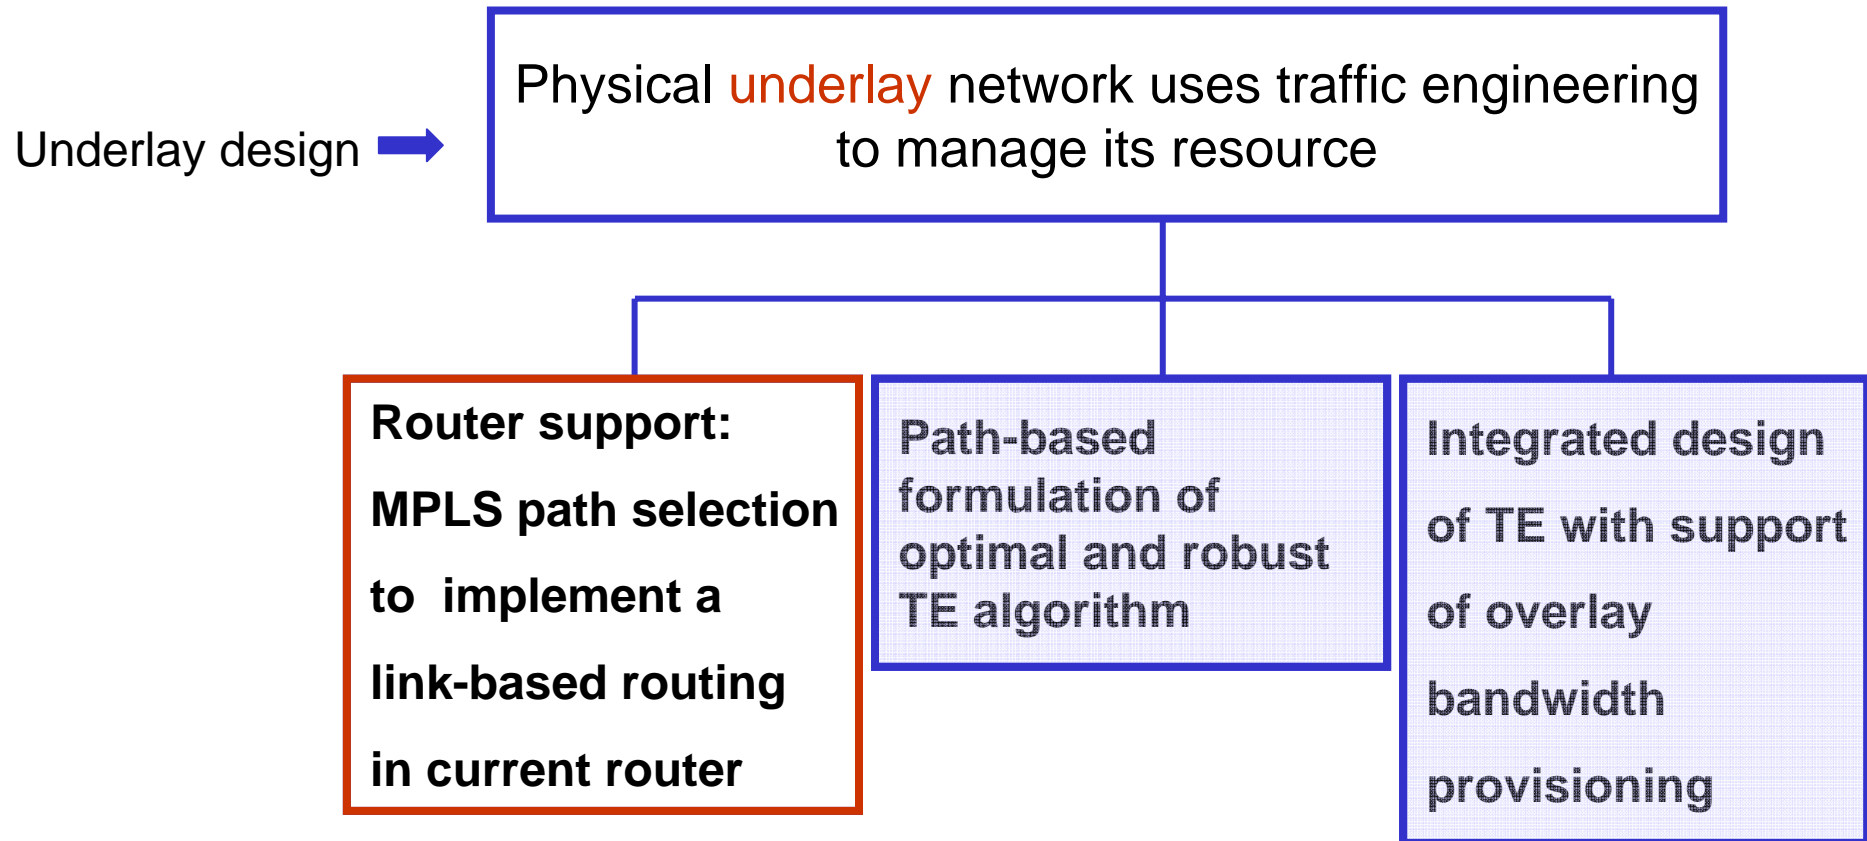 Underlay design
Physical underlay network uses traffic engineering
to manage its resource
Router support:
MPLS path selection
to implement a
link-based routing
in current router
Path-based
formulation of
optimal and robust
TE algorithm
Integrated design
of TE with support
of overlay
bandwidth
provisioning